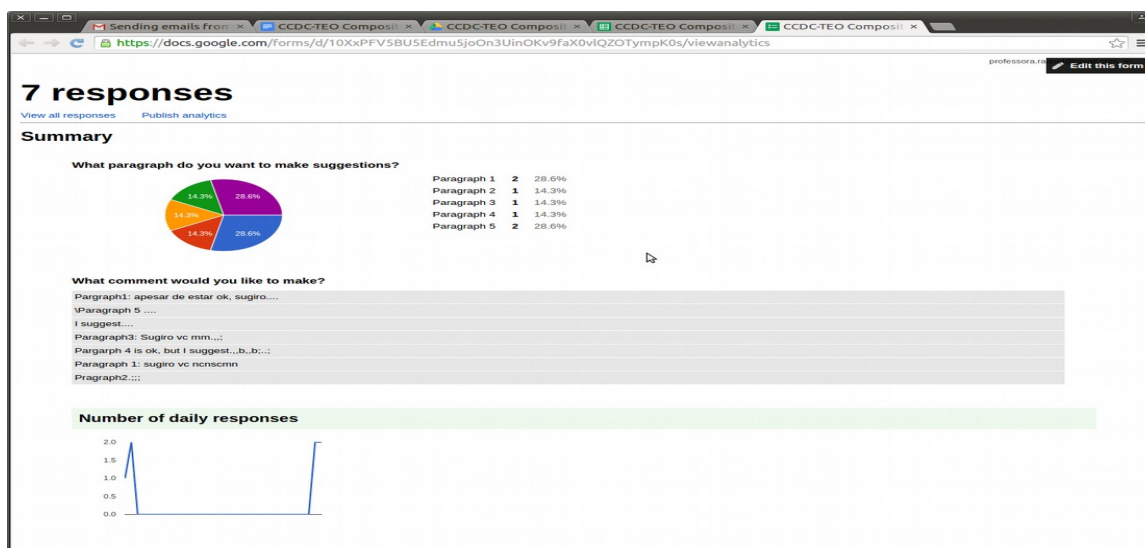 Sending emails from
CCDC-TEO Composit
CCDC-TEO Composit
CCDC-TEO Composit
CCDC-TEO Composit
https://docs.google.com/forms/d/10XxPFV5BU5Edmu5joOn3UinOKv9faX0vlQZOTympK0s/viewanalytics
professora.ra
Edit this form
7 responses
View all responses Publish analytics
Summary
What paragraph do you want to make suggestions?
14.3% 28.6%
14.3%
14.3% 28.6%
Paragraph 1 2 28.6%
Paragraph 2 1 14.3%
Paragraph 3 1 14.3%
Paragraph 4 1 14.3%
Paragraph 5 2 28.6%
What comment would you like to make?
Pargraph1: apesar de estar ok, sugiro....
\Paragraph 5 ....
I suggest....
Paragraph3: Sugiro vc mm.,,;
Pargarph 4 is ok, but I suggest.,,b,,b;..;
Paragraph 1: sugiro vc ncnscmn
Pragraph2.;;;
Number of daily responses
2.0
1.5
1.0
0.5
0.0